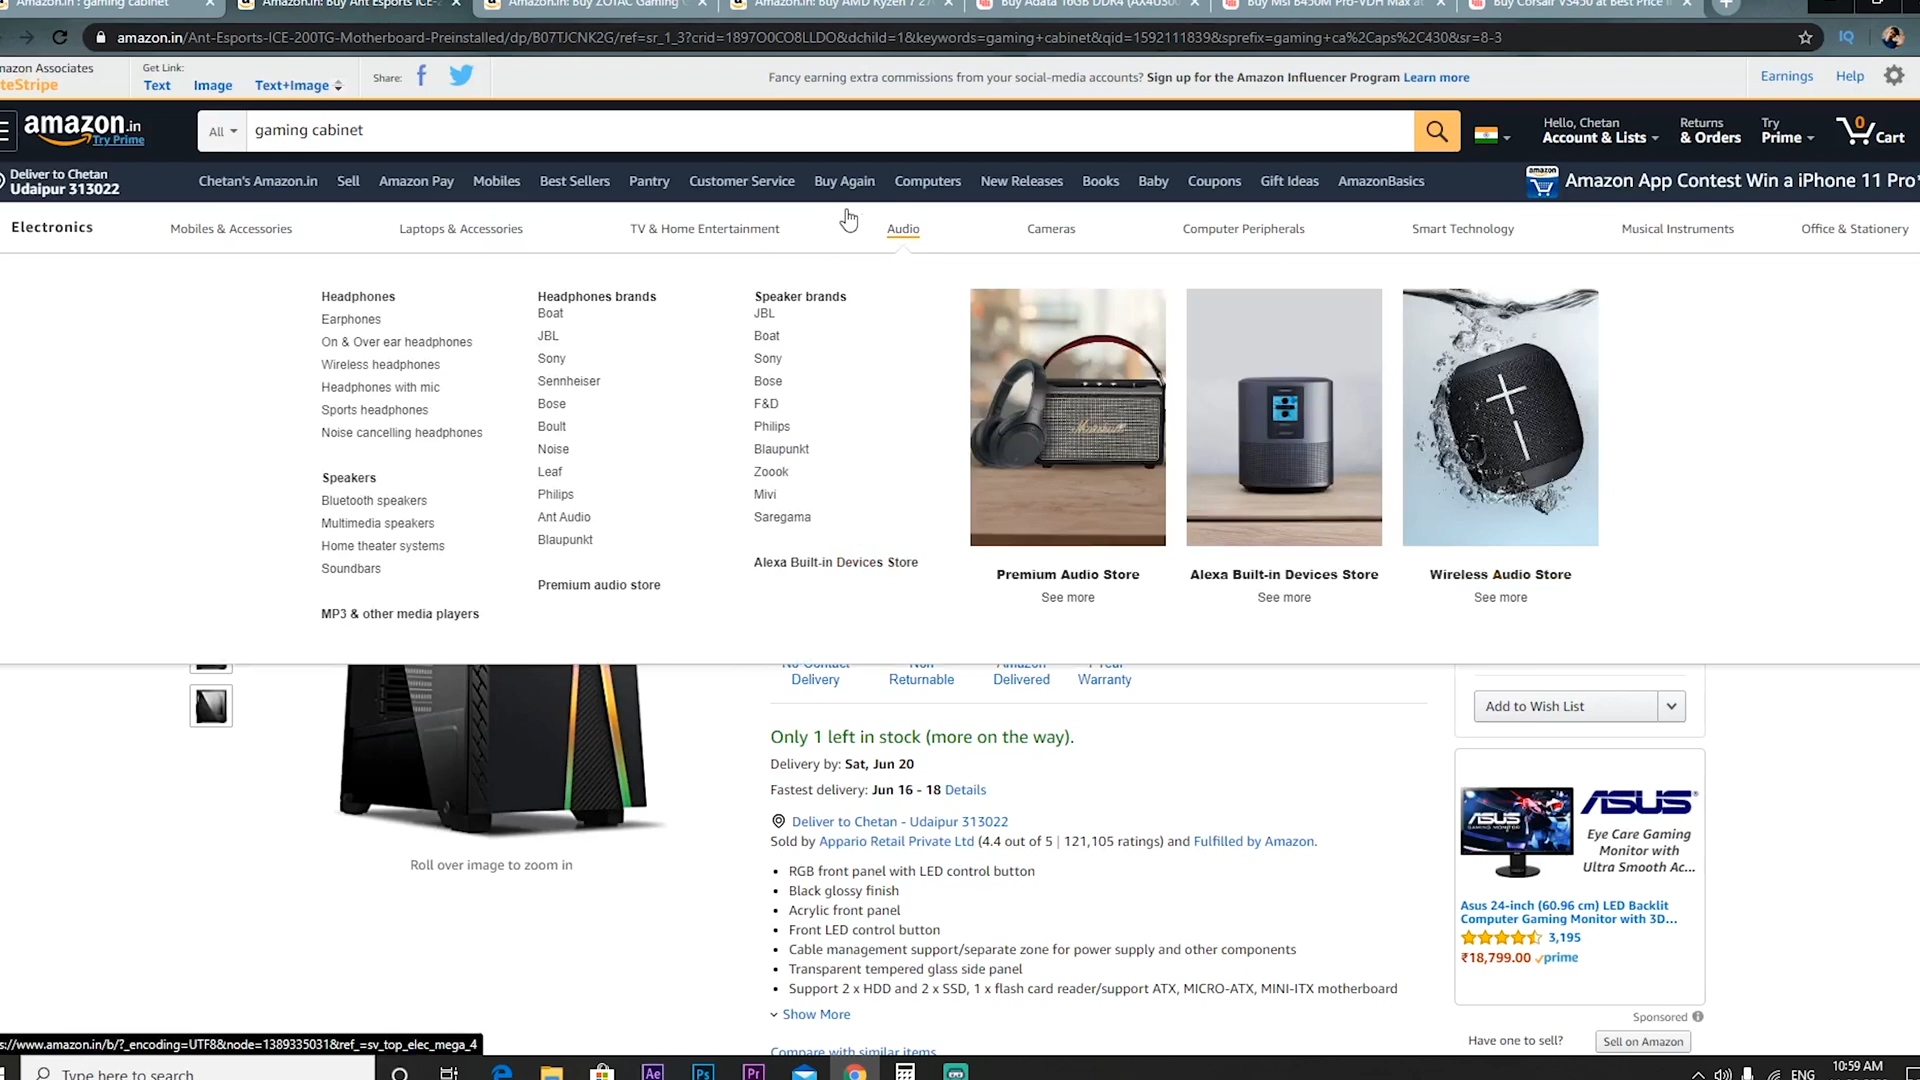 Amazon.in : gaming cabinet
Amazon.in: Buy Ant Esports ICE-
Amazon.in: Buy ZOTAC Gaming
Amazon.in: Buy AMD Ryzen 7 27
Buy Adata 16GB DDR4 (AX4U300
Buy Msi B450M Pro-VDH Max at
Buy Corsair VS450 at Best Price i
amazon.in/Ant-Esports-ICE-200TG-Motherboard-Preinstalled/dp/B07TJCNK2G/ref=sr_1_3?crid=1897O0CO8LLDO&dchild=1&keywords=gaming+cabinet&qid=1592111839&sprefix=gaming+ca%2Caps%2C430&sr=8-3
IQ
nazon Associates
teStripe
Get Link:
Text
Image
Text+Image
Share:
Fancy earning extra commissions from your social-media accounts? Sign up for the Amazon Influencer Program Learn more
Earnings
Help
amazon.in
Try Prime
All
gaming cabinet
Hello, Chetan
Account & Lists
Returns
& Orders
Try
Prime
0
Cart
Deliver to Chetan
Udaipur 313022
Chetan's Amazon.in
Sell
Amazon Pay
Mobiles
Best Sellers
Pantry
Customer Service
Buy Again
Computers
New Releases
Books
Baby
Coupons
Gift Ideas
AmazonBasics
amazon
Amazon App Contest Win a iPhone 11 Pro*
Electronics
Mobiles & Accessories
Laptops & Accessories
TV & Home Entertainment
Audio
Cameras
Computer Peripherals
Smart Technology
Musical Instruments
Office & Stationery
Headphones
Earphones
On & Over ear headphones
Wireless headphones
Headphones with mic
Sports headphones
Noise cancelling headphones
Speakers
Bluetooth speakers
Multimedia speakers
Home theater systems
Soundbars
MP3 & other media players
Headphones brands
Boat
JBL
Sony
Sennheiser
Bose
Boult
Noise
Leaf
Philips
Ant Audio
Blaupunkt
Premium audio store
Speaker brands
JBL
Boat
Sony
Bose
F&D
Philips
Blaupunkt
Zoook
Mivi
Saregama
Alexa Built-in Devices Store
Marshall
Premium Audio Store
See more
Alexa Built-in Devices Store
See more
Wireless Audio Store
See more
No-Contact
Delivery
Non-
Returnable
Amazon
Delivered
1 Year
Warranty
Only 1 left in stock (more on the way).
Delivery by: Sat, Jun 20
Fastest delivery: Jun 16 - 18 Details
Deliver to Chetan - Udaipur 313022
Sold by Appario Retail Private Ltd (4.4 out of 5 | 121,105 ratings) and Fulfilled by Amazon.
• RGB front panel with LED control button
• Black glossy finish
• Acrylic front panel
• Front LED control button
• Cable management support/separate zone for power supply and other components
• Transparent tempered glass side panel
• Support 2 x HDD and 2 x SSD, 1 x flash card reader/support ATX, MICRO-ATX, MINI-ITX motherboard
Show More
Compare with similar items
Roll over image to zoom in
Add to Wish List
ASUS
ASUS
Eye Care Gaming
Monitor with
Ultra Smooth Ac...
Asus 24-inch (60.96 cm) LED Backlit
Computer Gaming Monitor with 3D...
3,195
₹18,799.00 prime
Sponsored
Have one to sell?
Sell on Amazon
s://www.amazon.in/b/?_encoding=UTF8&node=1389335031&ref_=sv_top_elec_mega_4
Type here to search
Ae
Ps
Pr
ENG
10:59 AM